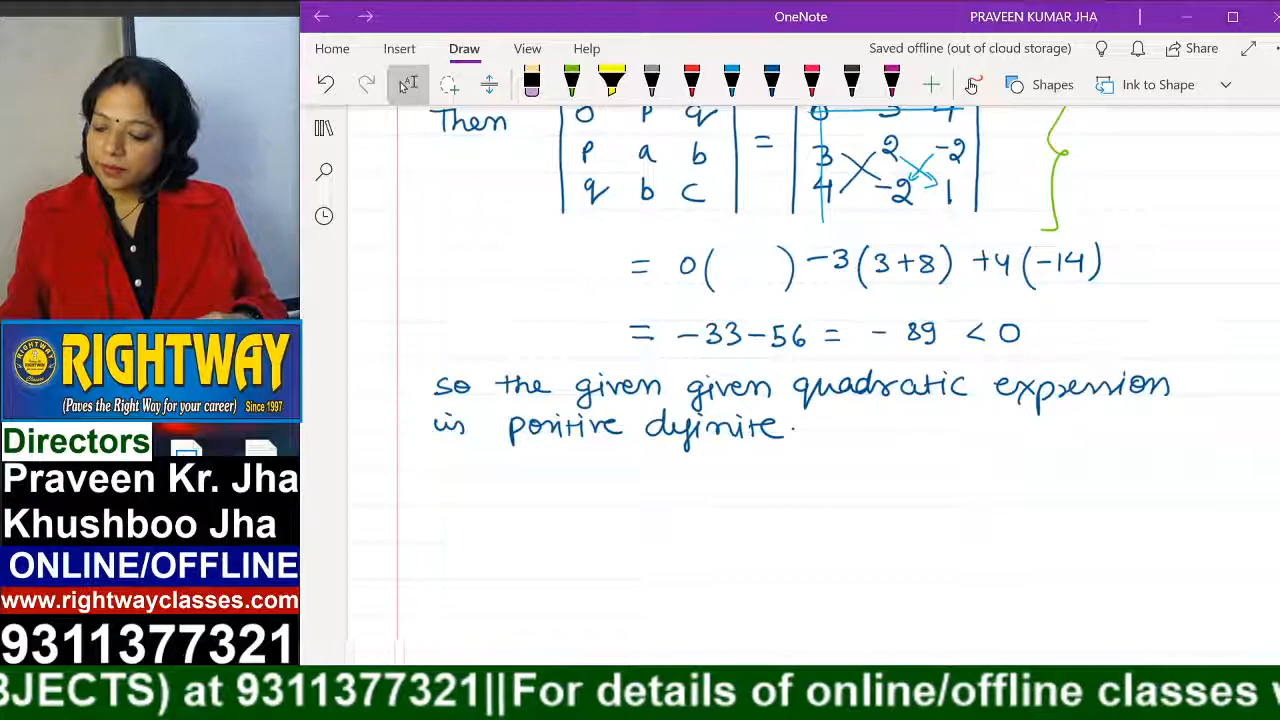 OneNote
PRAVEEN KUMAR JHA
Home Insert Draw View Help
Saved offline (out of cloud storage)
Share
Shapes
Ink to Shape
Then | 0 p q | = | 0 3 4 |
| p a b | | 3 2 -2 |
| q b c | | 4 -2 1 |
= 0( ) -3(3+8) +4(-14)
= -33-56 = -89 < 0
so the given given quadratic expression
is positive definite.
RIGHTWAY
(Paves the Right Way for your career) Since 1997
Directors
Praveen Kr. Jha
Khushboo Jha
ONLINE/OFFLINE
www.rightwayclasses.com
9311377321
BJECTS) at 9311377321||For details of online/offline classes